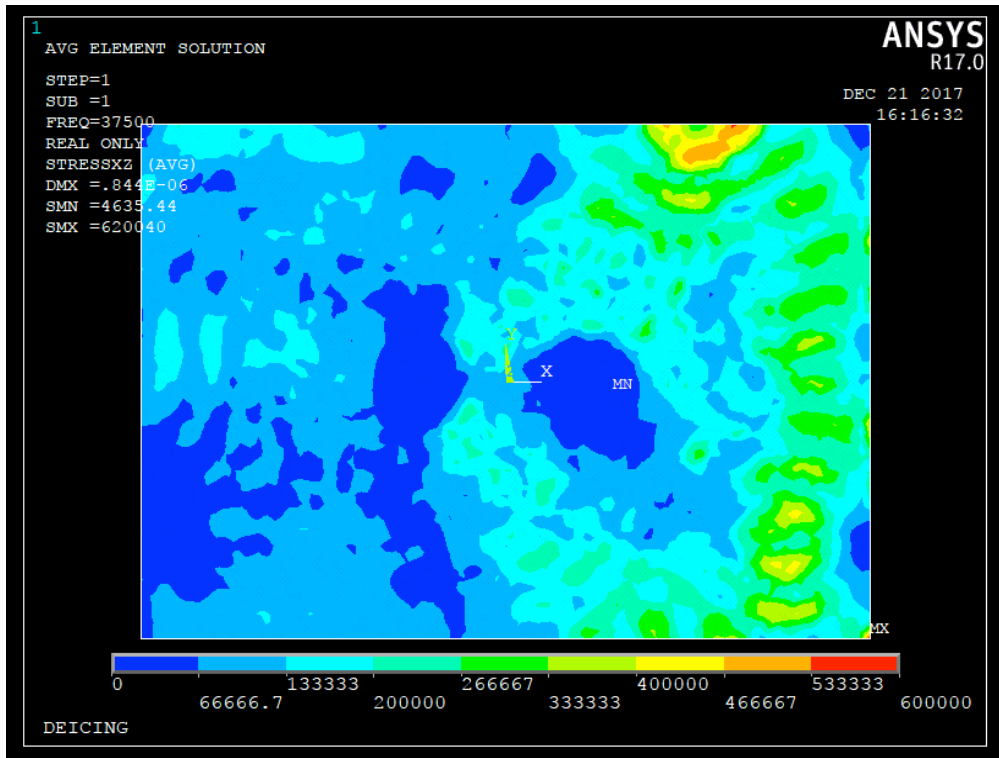 1
AVG ELEMENT SOLUTION
ANSYS
R17.0
STEP=1
SUB =1
FREQ=37500
REAL ONLY
STRESSXZ (AVG)
DMX =.844E-06
SMN =4635.44
SMX =620040
DEC 21 2017
16:16:32
Y
X
MN
MX
0 133333 266667 400000 533333
66666.7 200000 333333 466667 600000
DEICING